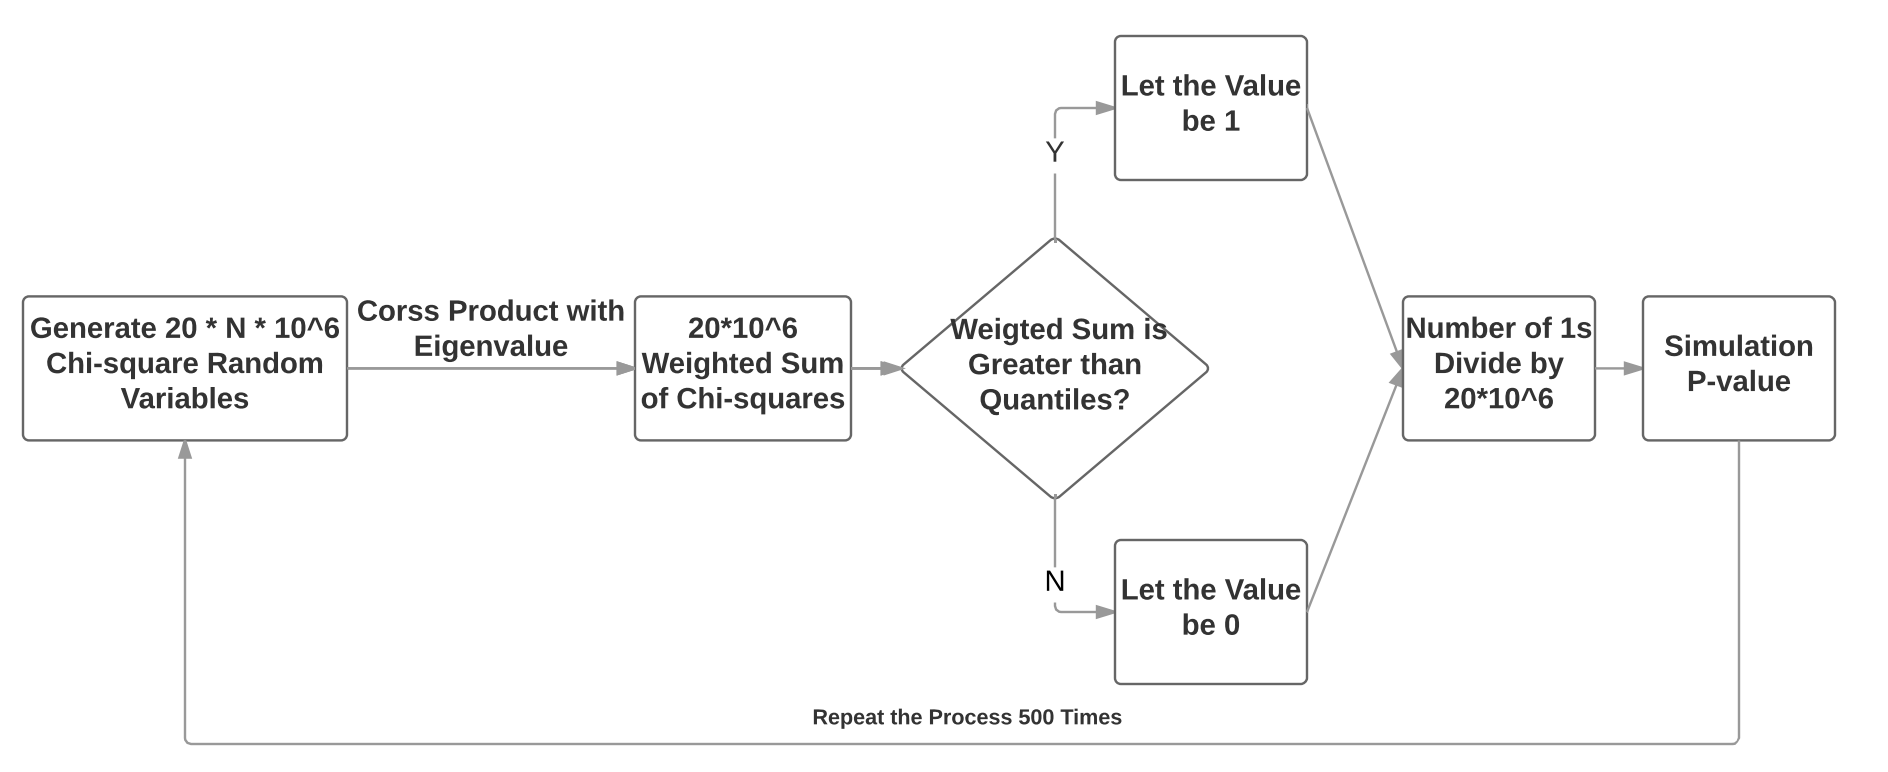 Let the Value
be 1
Y
Generate 20 * N * 10^6
Chi-square Random
Variables
Corss Product with
Eigenvalue
20*10^6
Weighted Sum
of Chi-squares
Weigted Sum is
Greater than
Quantiles?
Number of 1s
Divide by
20*10^6
Simulation
P-value
N
Let the Value
be 0
Repeat the Process 500 Times